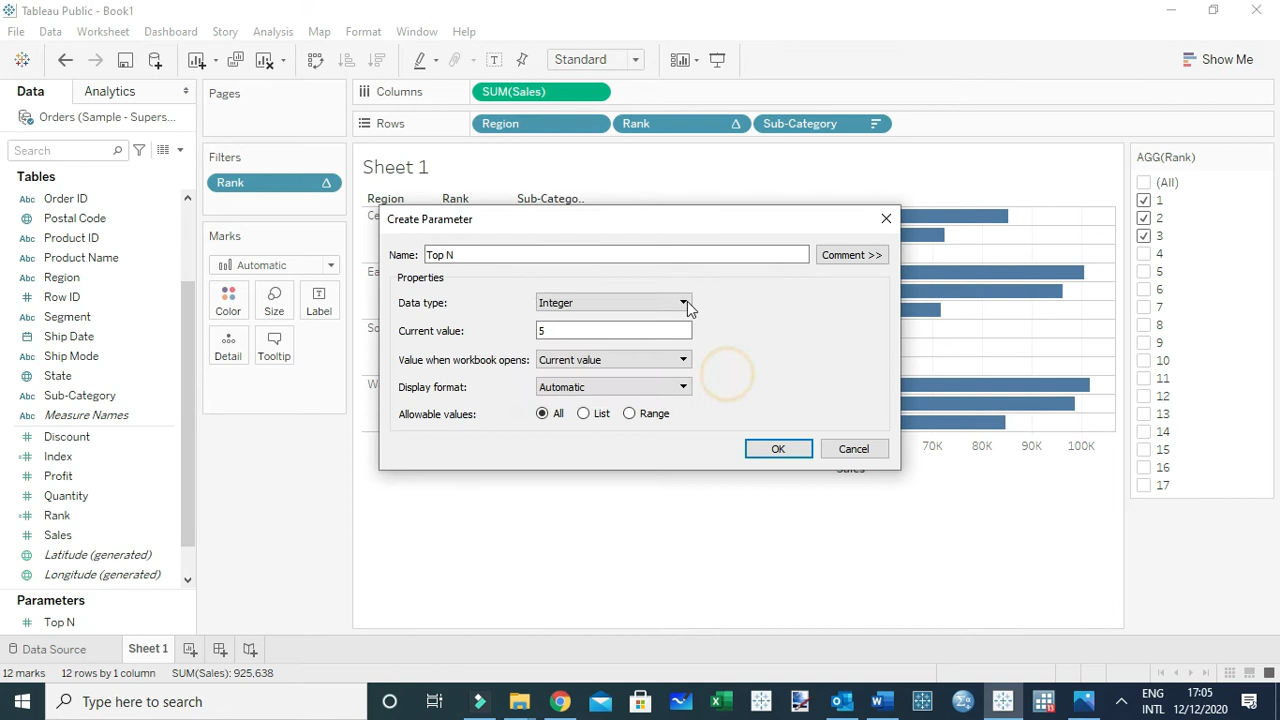 Tableau Public - Book1
File Data Worksheet Dashboard Story Analysis Map Format Window Help
Standard
Show Me
Data Analytics
Orders (Sample - Supers...
Search
Tables
Order ID
Postal Code
Product ID
Product Name
Region
Row ID
Segment
Ship Date
Ship Mode
State
Sub-Category
Measure Names
Discount
Index
Profit
Quantity
Rank
Sales
Latitude (generated)
Longitude (generated)
Parameters
Top N
Pages
Filters
Rank
Marks
Automatic
Color Size Label
Detail Tooltip
Columns SUM(Sales)
Rows Region Rank Sub-Category
Sheet 1
Region Rank Sub-Catego..
70K 80K 90K 100K
Sales
Create Parameter
Name: Top N Comment >>
Properties
Data type: Integer
Current value: 5
Value when workbook opens: Current value
Display format: Automatic
Allowable values: All List Range
OK Cancel
AGG(Rank)
(All)
1
2
3
4
5
6
7
8
9
10
11
12
13
14
15
16
17
Data Source Sheet 1
12 marks 12 rows by 1 column SUM(Sales): 925,638
Type here to search
ENG
INTL
17:05
12/12/2020